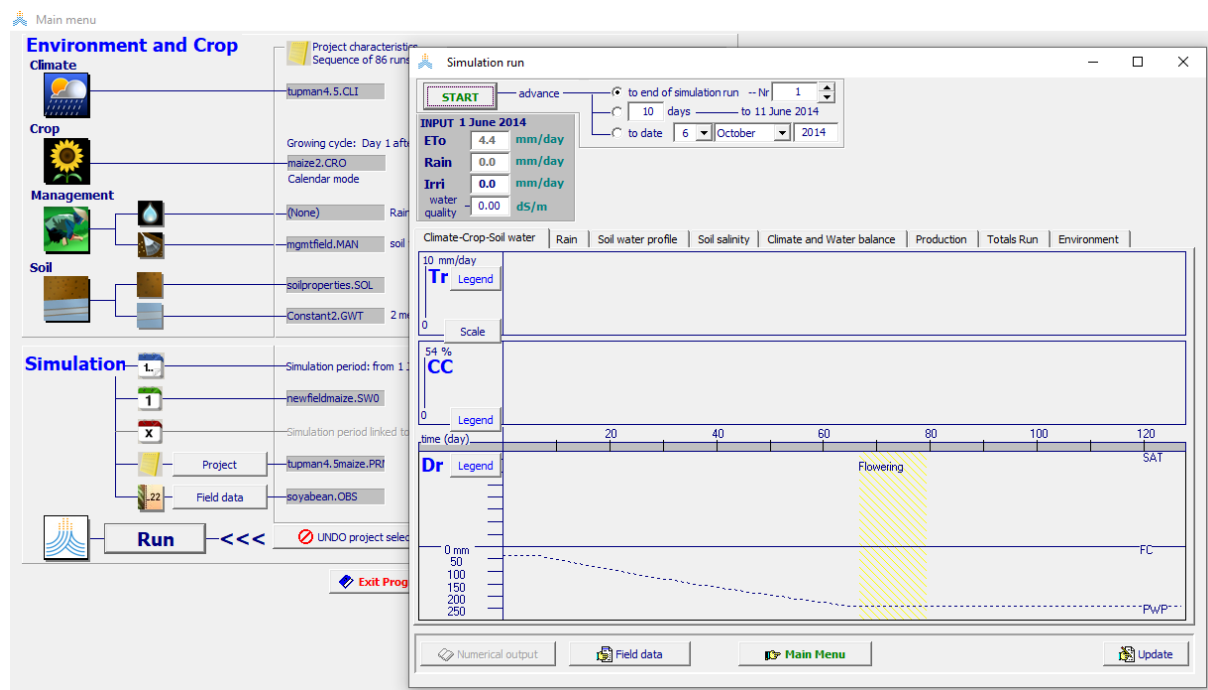 Main menu
Environment and Crop
Climate
Project characteristics
Sequence of 86 runs
tupman4.5.CLI
Crop
Growing cycle: Day 1 aft
maize2.CRO
Calendar mode
Management
(None) Rain
mgmtfield.MAN soil
Soil
soilproperties.SOL
Constant2.GWT 2 me
Simulation
1..
Simulation period: from 1 J
1
newfieldmaize.SW0
X
Simulation period linked to
Project
tupman4.5maize.PRM
..22
Field data
soyabean.OBS
Run
<<<
UNDO project selec
Exit Prog
Simulation run
START
advance
to end of simulation run -- Nr 1
10 days to 11 June 2014
to date 6 October 2014
INPUT 1 June 2014
ETo 4.4 mm/day
Rain 0.0 mm/day
Irri 0.0 mm/day
water quality 0.00 dS/m
Climate-Crop-Soil water Rain Soil water profile Soil salinity Climate and Water balance Production Totals Run Environment
10 mm/day
Tr Legend
0
Scale
54 %
CC
0
Legend
time (day) 20 40 60 80 100 120
Dr Legend
Flowering
SAT
0 mm
FC
50
100
150
200
250
PWP
Numerical output
Field data
Main Menu
Update